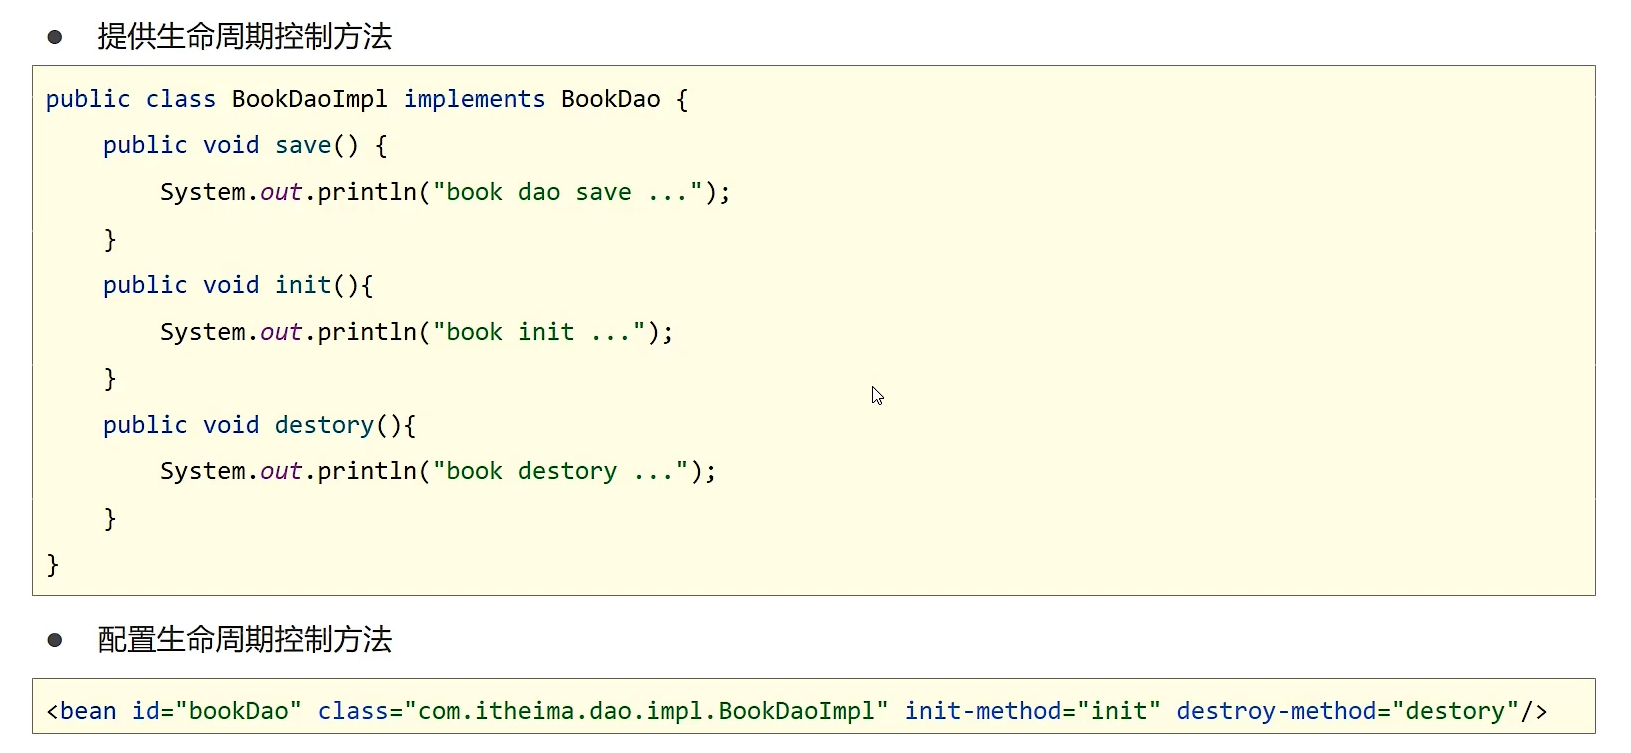 ● 提供生命周期控制方法
public class BookDaoImpl implements BookDao {
    public void save() {
        System.out.println("book dao save ...");
    }
    public void init(){
        System.out.println("book init ...");
    }
    public void destory(){
        System.out.println("book destory ...");
    }
}
● 配置生命周期控制方法
<bean id="bookDao" class="com.itheima.dao.impl.BookDaoImpl" init-method="init" destroy-method="destory"/>